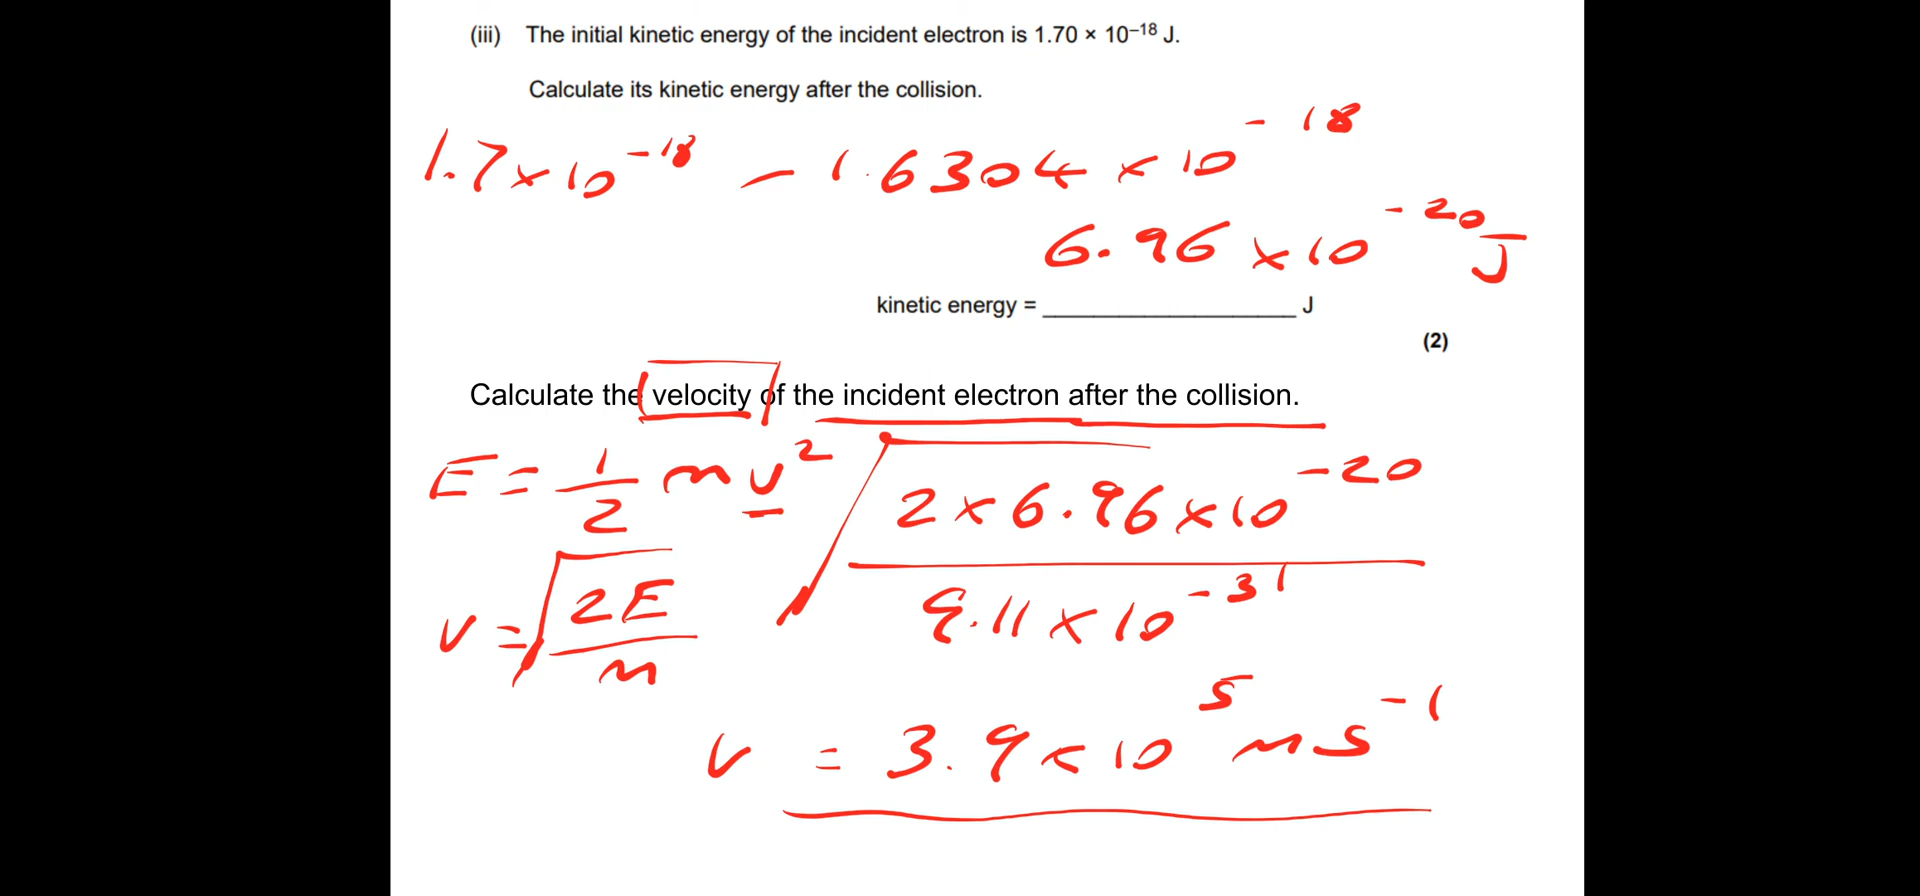 (iii) The initial kinetic energy of the incident electron is 1.70 × 10⁻¹⁸ J.
Calculate its kinetic energy after the collision.
1.7 × 10⁻¹⁸ − 1.6304 × 10⁻¹⁸
6.96 × 10⁻²⁰ J
kinetic energy = ____________________ J
(2)
Calculate the velocity of the incident electron after the collision.
E = 1/2 mv²
√(2 × 6.96 × 10⁻²⁰ / 9.11 × 10⁻³¹)
v = √(2E/m)
v = 3.9 × 10⁵ ms⁻¹